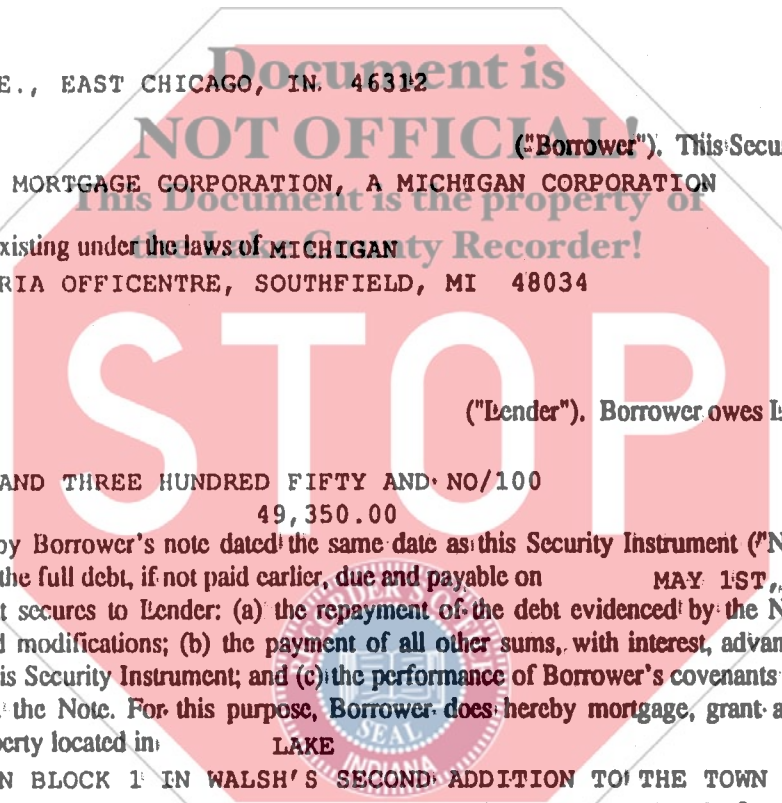 Document is
E., EAST CHICAGO, IN. 46312
NOT OFFICIAL!
("Borrower"). This Secu
MORTGAGE CORPORATION, A MICHIGAN CORPORATION
This Document is the property of
xisting under the laws of MICHIGAN
the Lake County Recorder!
RIA OFFICENTRE, SOUTHFIELD, MI 48034
STOP
("Lender"). Borrower owes L
AND THREE HUNDRED FIFTY AND NO/100
49,350.00
by Borrower's note dated the same date as this Security Instrument ("N
the full debt, if not paid earlier, due and payable on MAY 1ST,
t secures to Lender: (a) the repayment of the debt evidenced by the N
d modifications; (b) the payment of all other sums, with interest, advan
is Security Instrument; and (c) the performance of Borrower's covenants
the Note. For this purpose, Borrower does hereby mortgage, grant a
perty located in LAKE
N BLOCK 1 IN WALSH'S SECOND ADDITION TO THE TOWN
RECORDER'S OFFICE
SEAL
INDIANA